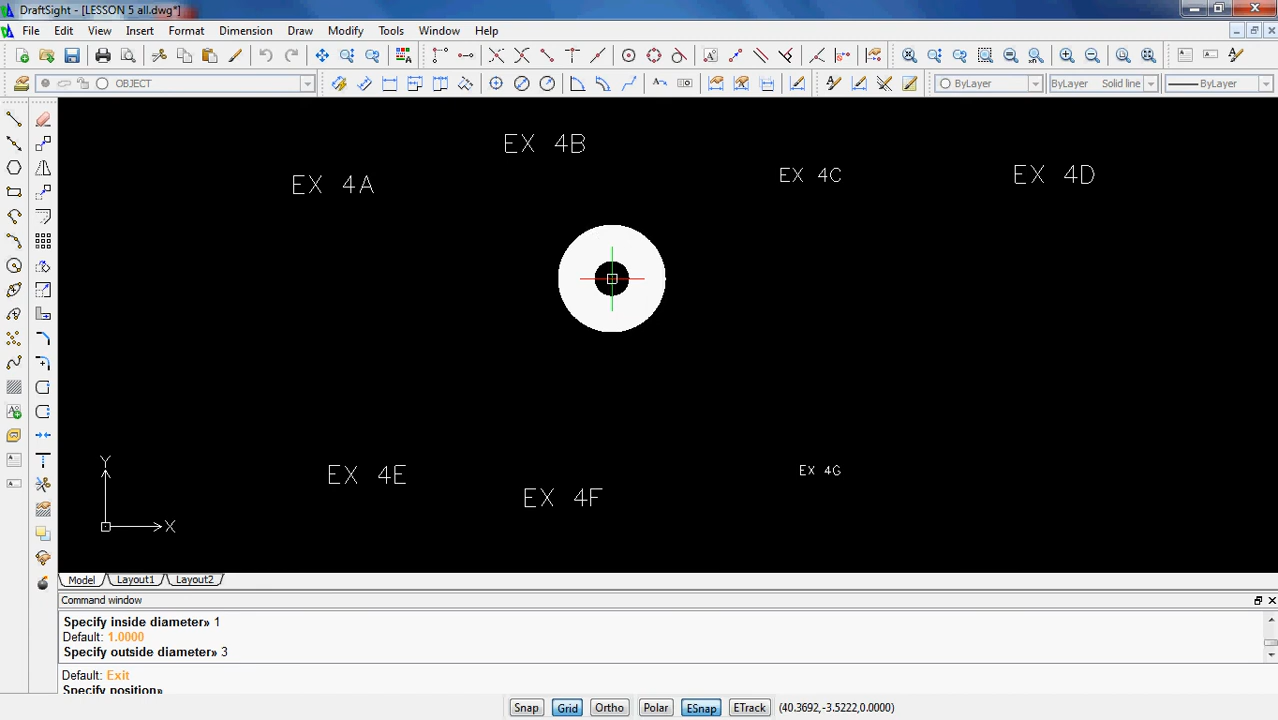 DraftSight - [LESSON 5 all.dwg*]
File Edit View Insert Format Dimension Draw Modify Tools Window Help
OBJECT ByLayer ByLayer Solid line ByLayer
EX 4B
EX 4A
EX 4C
EX 4D
EX 4E
EX 4F
EX 4G
Y
X
Model Layout1 Layout2
Command window
Specify inside diameter» 1
Default: 1.0000
Specify outside diameter» 3
Default: Exit
Specify position»
Snap Grid Ortho Polar ESnap ETrack (40.3692,-3.5222,0.0000)